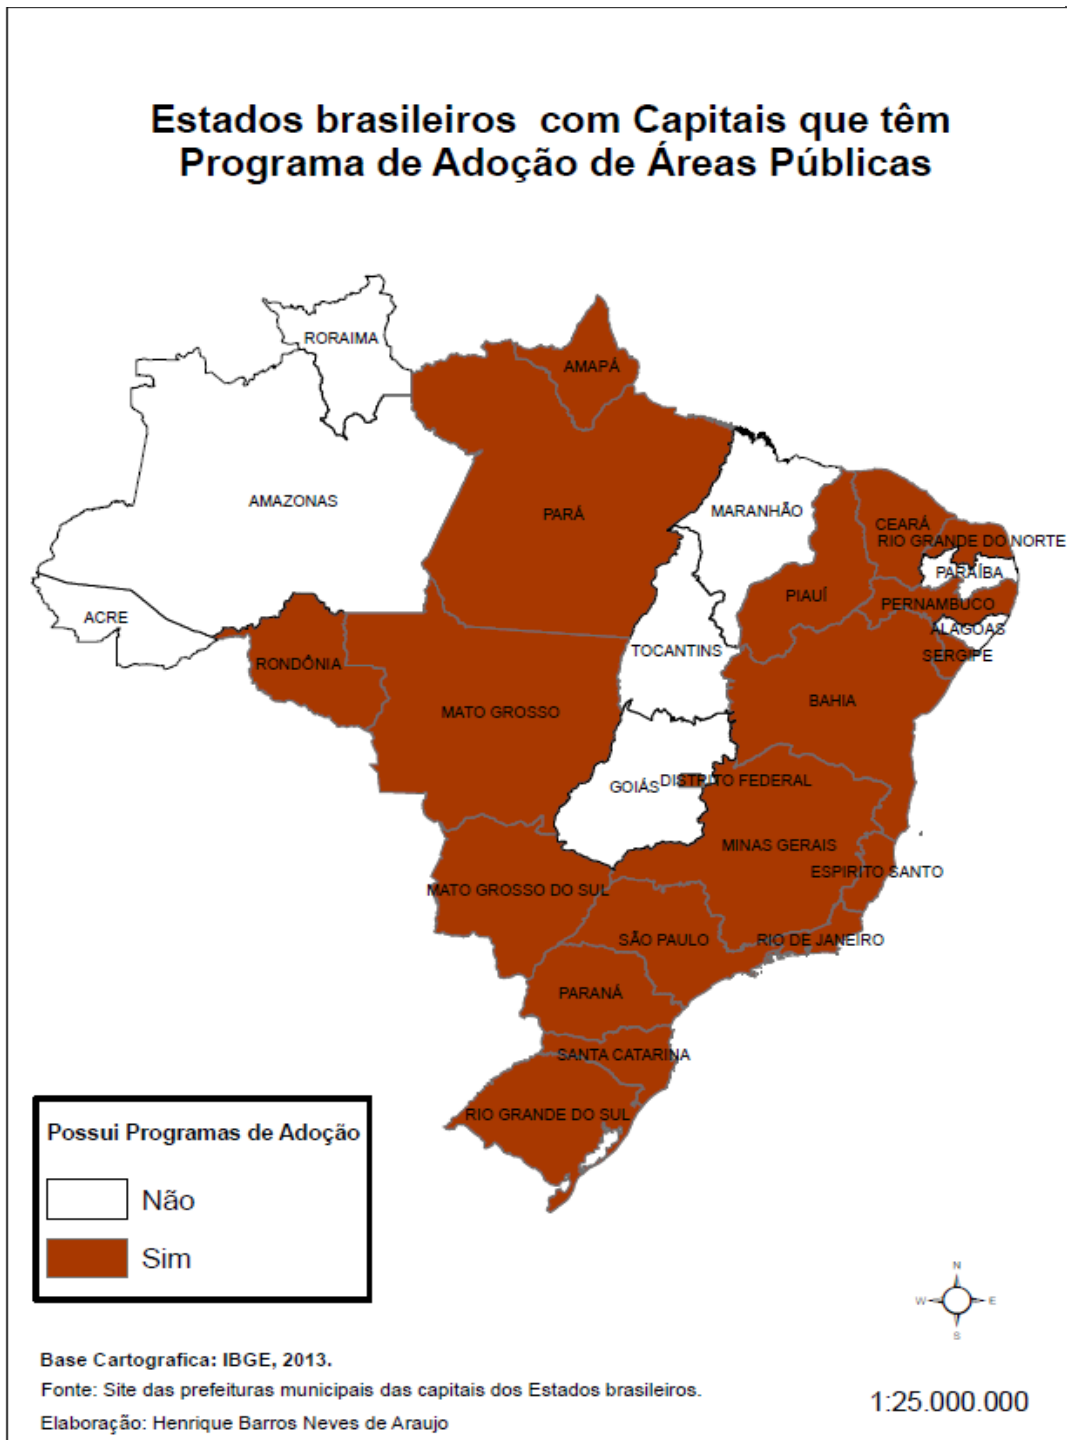 Estados brasileiros com Capitais que têm
Programa de Adoção de Áreas Públicas
RORAIMA
AMAPÁ
AMAZONAS
PARÁ
MARANHÃO
CEARÁ
RIO GRANDE DO NORTE
PARAÍBA
PIAUÍ
PERNAMBUCO
ACRE
ALAGOAS
TOCANTINS
SERGIPE
RONDÔNIA
BAHIA
MATO GROSSO
DISTRITO FEDERAL
GOIÁS
MINAS GERAIS
ESPIRITO SANTO
MATO GROSSO DO SUL
SÃO PAULO
RIO DE JANEIRO
PARANÁ
SANTA CATARINA
RIO GRANDE DO SUL
Possui Programas de Adoção
Não
Sim
N
W
E
S
Base Cartografica: IBGE, 2013.
Fonte: Site das prefeituras municipais das capitais dos Estados brasileiros.
1:25.000.000
Elaboração: Henrique Barros Neves de Araujo